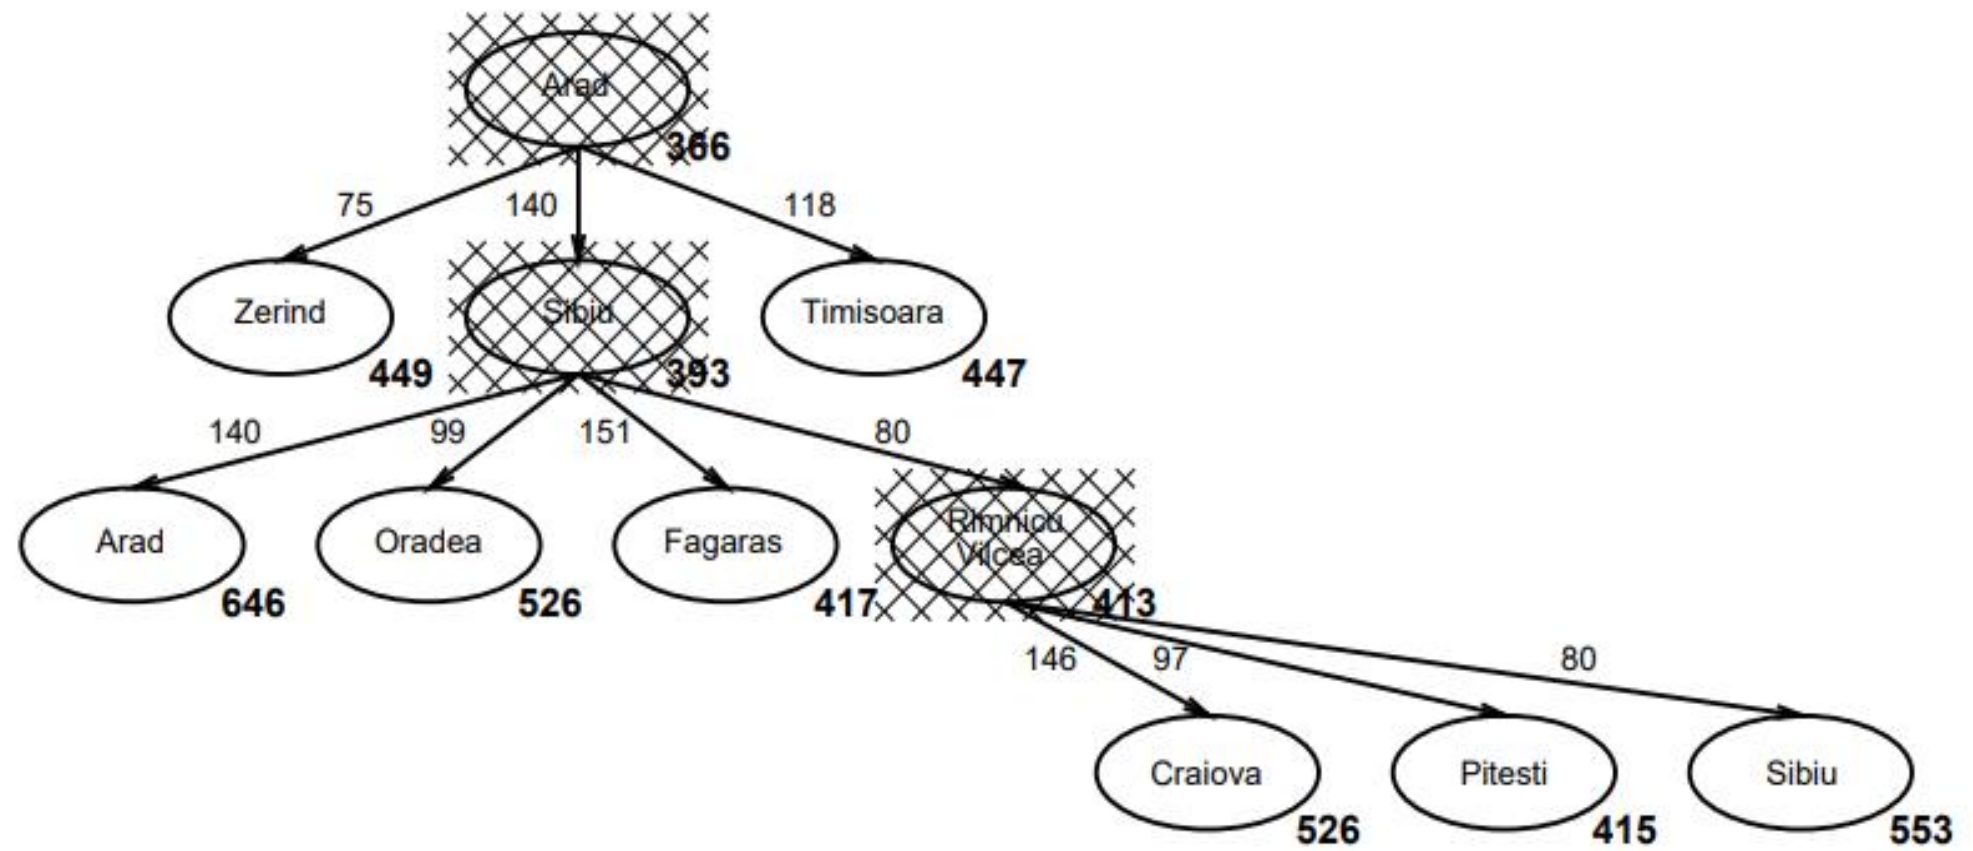 Arad
366
75
140
118
Zerind
Sibiu
Timisoara
449
393
447
140
99
151
80
Arad
Oradea
Fagaras
Rimnicu
Vilcea
646
526
417
413
146
97
80
Craiova
Pitesti
Sibiu
526
415
553